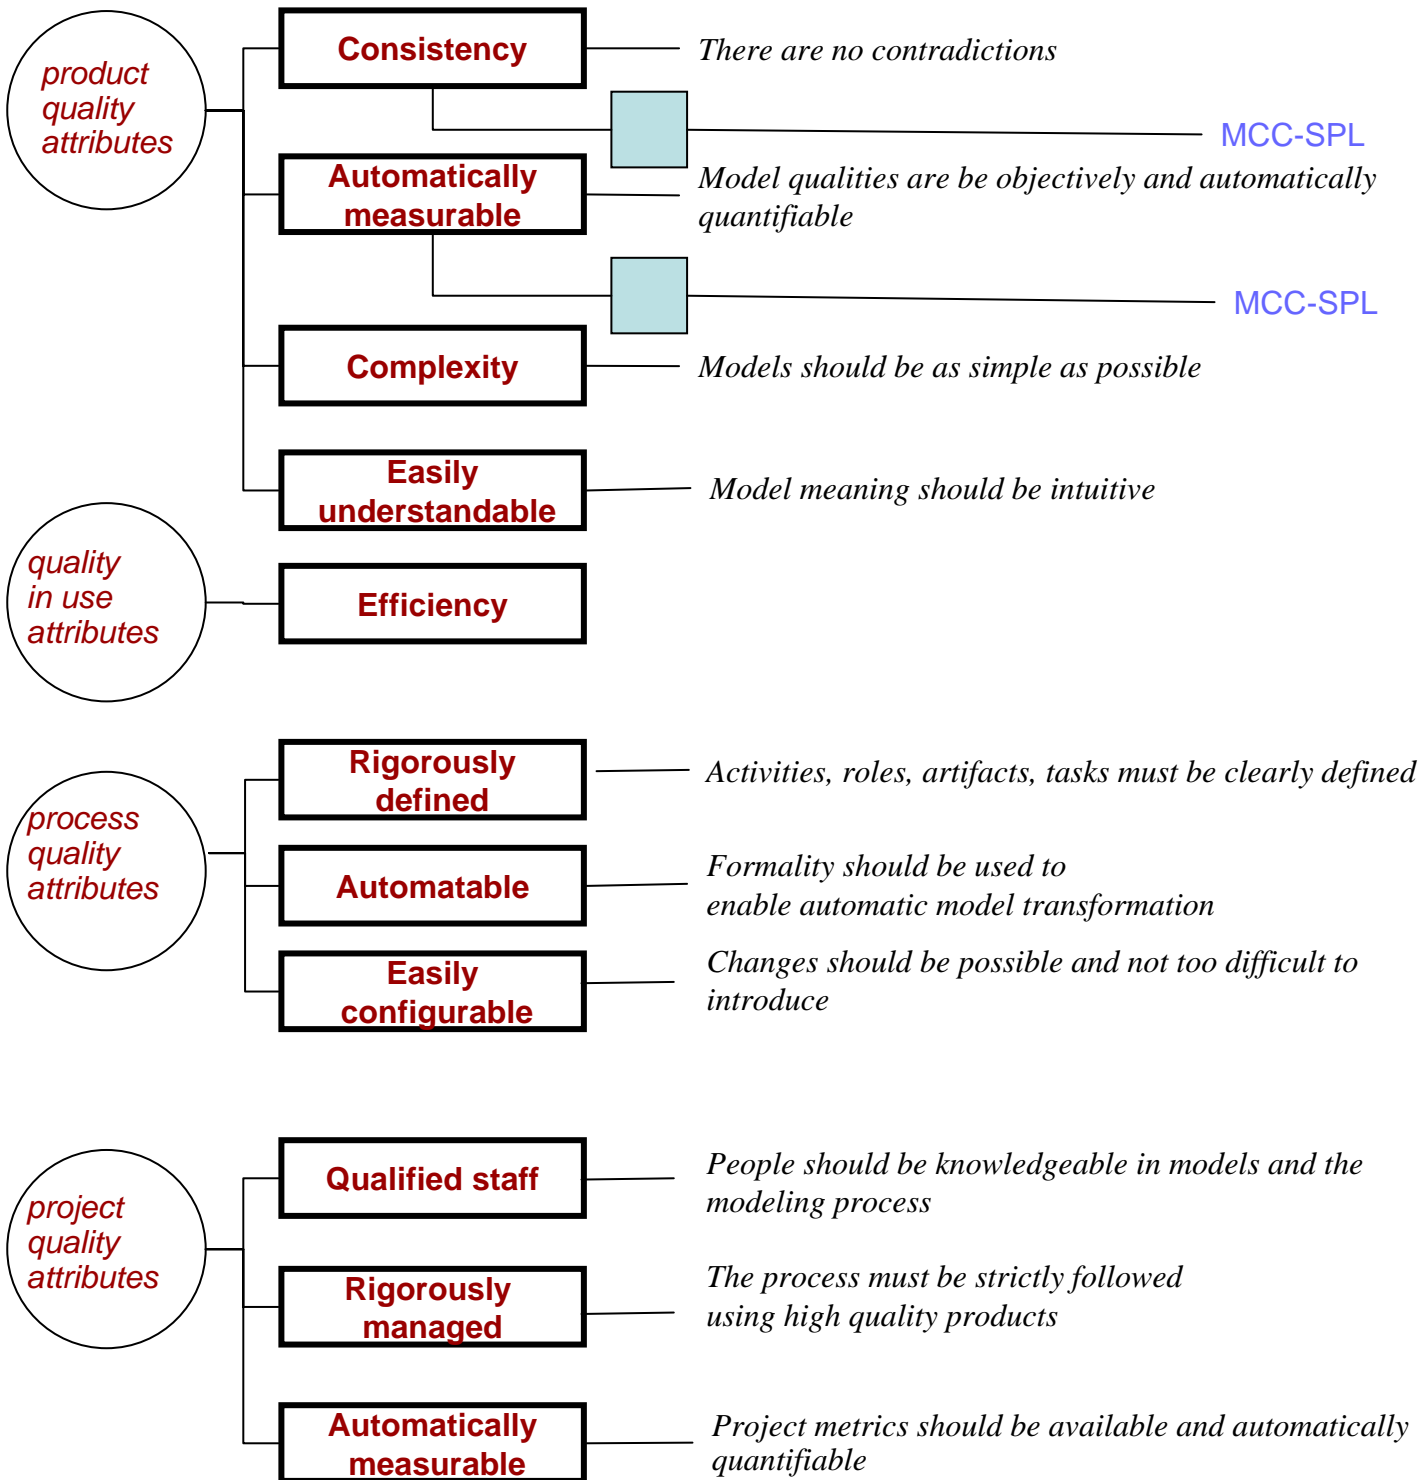 product
quality
attributes
Consistency
There are no contradictions
MCC-SPL
Automatically
measurable
Model qualities are be objectively and automatically
quantifiable
MCC-SPL
Complexity
Models should be as simple as possible
Easily
understandable
Model meaning should be intuitive
quality
in use
attributes
Efficiency
process
quality
attributes
Rigorously
defined
Activities, roles, artifacts, tasks must be clearly defined
Automatable
Formality should be used to
enable automatic model transformation
Easily
configurable
Changes should be possible and not too difficult to
introduce
project
quality
attributes
Qualified staff
People should be knowledgeable in models and the
modeling process
Rigorously
managed
The process must be strictly followed
using high quality products
Automatically
measurable
Project metrics should be available and automatically
quantifiable